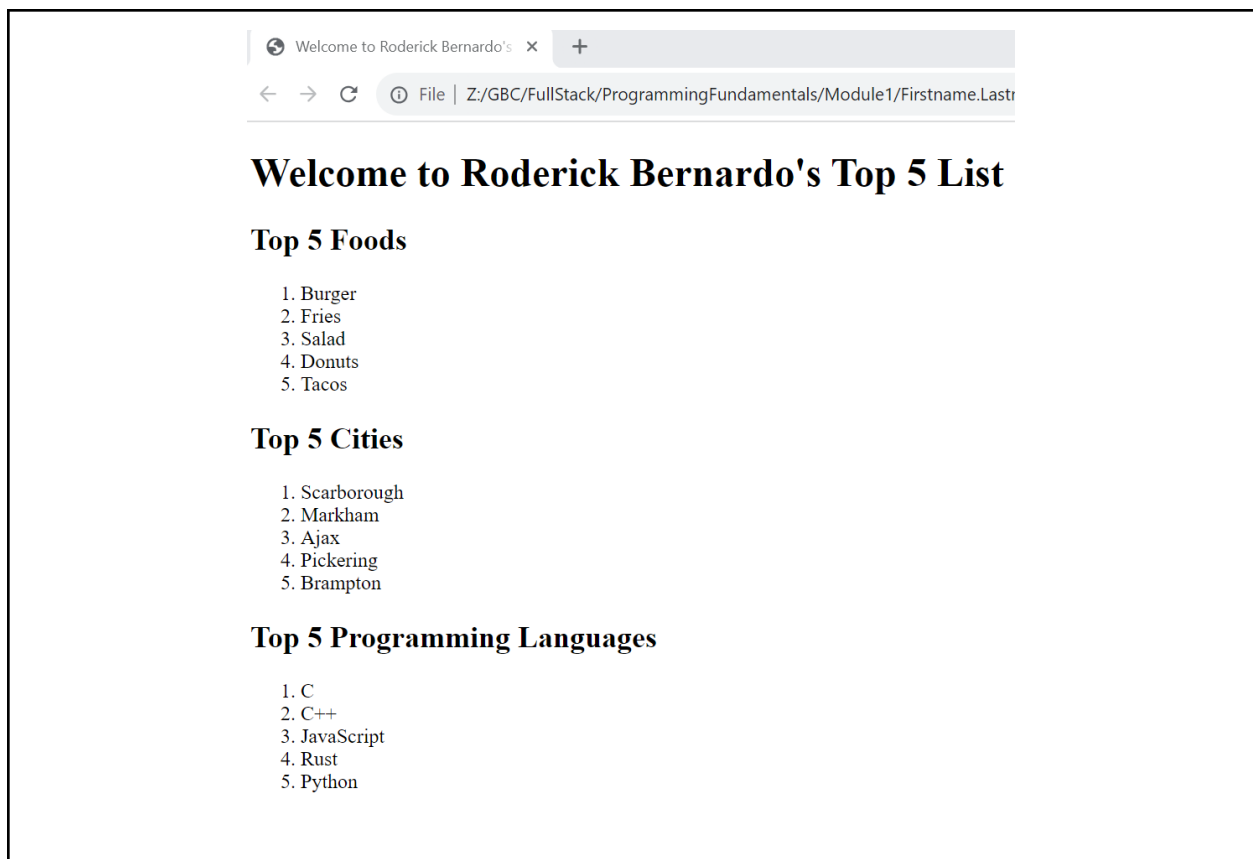 Welcome to Roderick Bernardo's
File | Z:/GBC/FullStack/ProgrammingFundamentals/Module1/Firstname.Lastn
Welcome to Roderick Bernardo's Top 5 List
Top 5 Foods
1. Burger
2. Fries
3. Salad
4. Donuts
5. Tacos
Top 5 Cities
1. Scarborough
2. Markham
3. Ajax
4. Pickering
5. Brampton
Top 5 Programming Languages
1. C
2. C++
3. JavaScript
4. Rust
5. Python